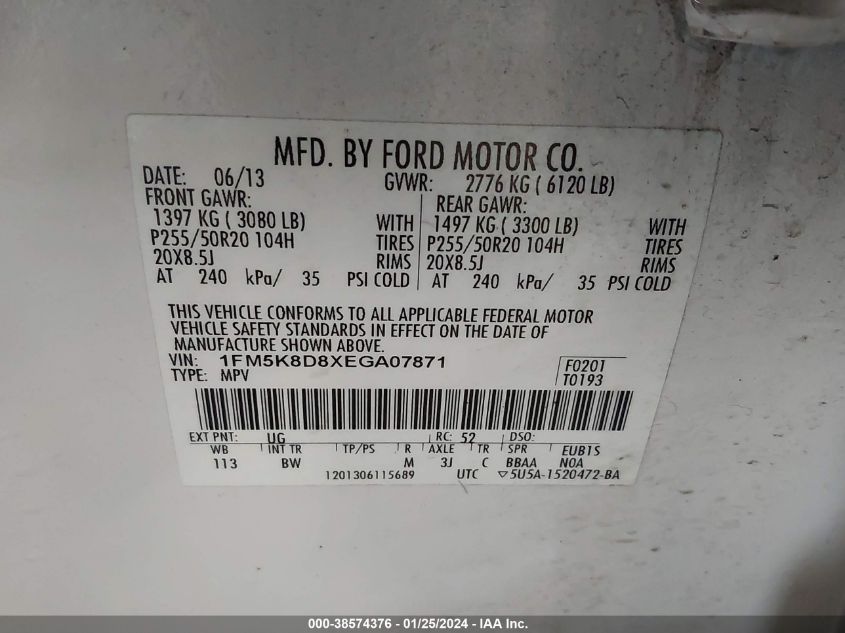 MFD. BY FORD MOTOR CO.
DATE: 06/13 GVWR: 2776 KG ( 6120 LB)
FRONT GAWR: REAR GAWR:
1397 KG ( 3080 LB) WITH 1497 KG ( 3300 LB) WITH
P255/50R20 104H TIRES P255/50R20 104H TIRES
20X8.5J RIMS 20X8.5J RIMS
AT 240 kPa/ 35 PSI COLD AT 240 kPa/ 35 PSI COLD
THIS VEHICLE CONFORMS TO ALL APPLICABLE FEDERAL MOTOR
VEHICLE SAFETY STANDARDS IN EFFECT ON THE DATE OF
MANUFACTURE SHOWN ABOVE.
VIN: 1FM5K8D8XEGA07871 F0201
TYPE: MPV T0193
EXT PNT: UG RC: 52 DSO:
WB INT TR TP/PS R AXLE TR SPR EUB1S
113 BW M 3J C BBAA N0A
1201306115689 UTC ▽5U5A-1520472-BA
000-38574376 - 01/25/2024 - IAA Inc.